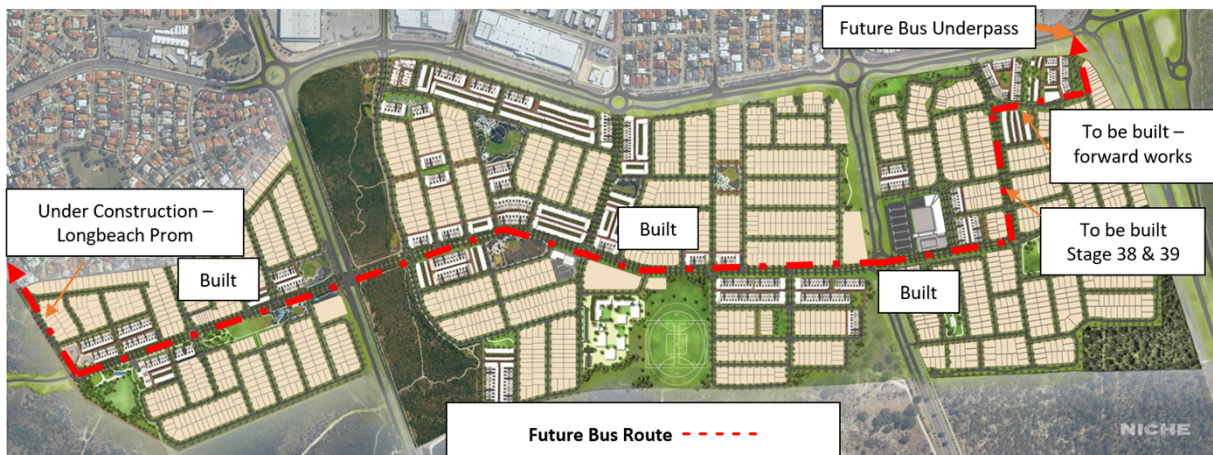 Future Bus Underpass
To be built –
forward works
Under Construction –
Longbeach Prom
Built
Built
To be built
Stage 38 & 39
Built
Future Bus Route
NICHE